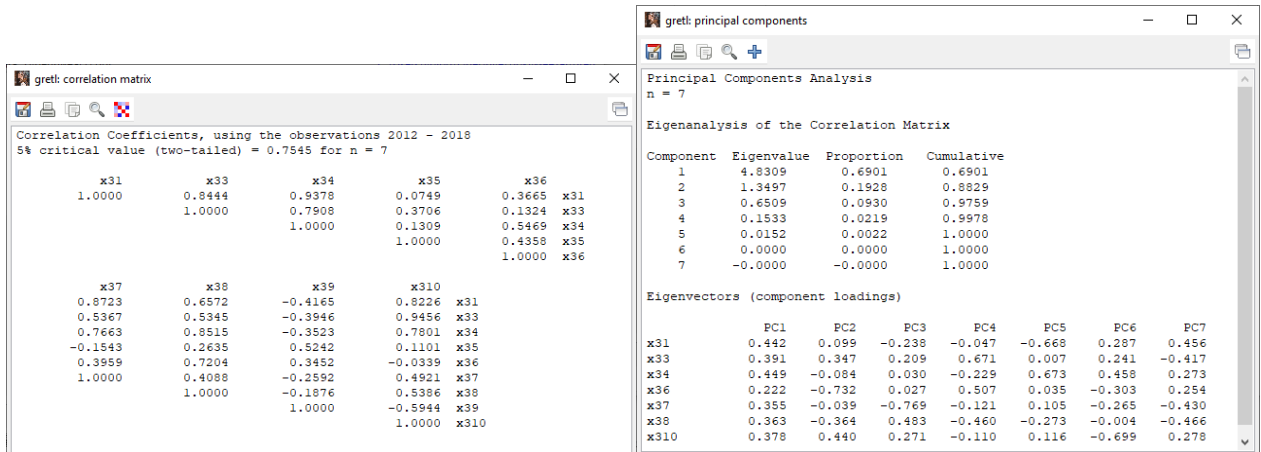 gretl: correlation matrix
Correlation Coefficients, using the observations 2012 - 2018
5% critical value (two-tailed) = 0.7545 for n = 7
x31 x33 x34 x35 x36
1.0000 0.8444 0.9378 0.0749 0.3665 x31
1.0000 0.7908 0.3706 0.1324 x33
1.0000 0.1309 0.5469 x34
1.0000 0.4358 x35
1.0000 x36
x37 x38 x39 x310
0.8723 0.6572 -0.4165 0.8226 x31
0.5367 0.5345 -0.3946 0.9456 x33
0.7663 0.8515 -0.3523 0.7801 x34
-0.1543 0.2635 0.5242 0.1101 x35
0.3959 0.7204 0.3452 -0.0339 x36
1.0000 0.4088 -0.2592 0.4921 x37
1.0000 -0.1876 0.5386 x38
1.0000 -0.5944 x39
1.0000 x310
gretl: principal components
Principal Components Analysis
n = 7
Eigenanalysis of the Correlation Matrix
Component Eigenvalue Proportion Cumulative
1 4.8309 0.6901 0.6901
2 1.3497 0.1928 0.8829
3 0.6509 0.0930 0.9759
4 0.1533 0.0219 0.9978
5 0.0152 0.0022 1.0000
6 0.0000 0.0000 1.0000
7 -0.0000 -0.0000 1.0000
Eigenvectors (component loadings)
PC1 PC2 PC3 PC4 PC5 PC6 PC7
x31 0.442 0.099 -0.238 -0.047 -0.668 0.287 0.456
x33 0.391 0.347 0.209 0.671 0.007 0.241 -0.417
x34 0.449 -0.084 0.030 -0.229 0.673 0.458 0.273
x36 0.222 -0.732 0.027 0.507 0.035 -0.303 0.254
x37 0.355 -0.039 -0.769 -0.121 0.105 -0.265 -0.430
x38 0.363 -0.364 0.483 -0.460 -0.273 -0.004 -0.466
x310 0.378 0.440 0.271 -0.110 0.116 -0.699 0.278